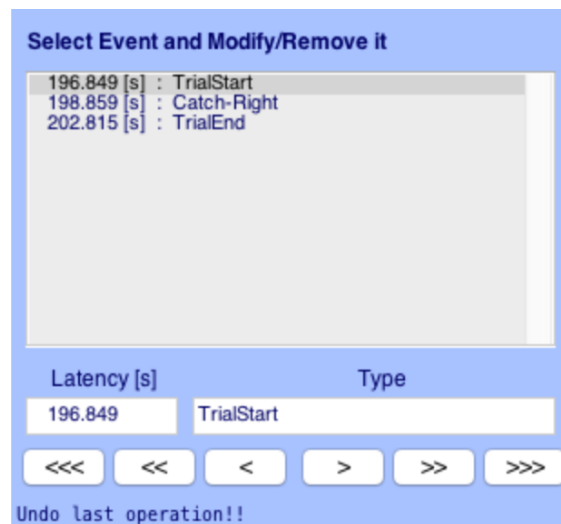 Select Event and Modify/Remove it
196.849 [s] : TrialStart
198.859 [s] : Catch-Right
202.815 [s] : TrialEnd
Latency [s] Type
196.849 TrialStart
<<< << < > >> >>>
Undo last operation!!